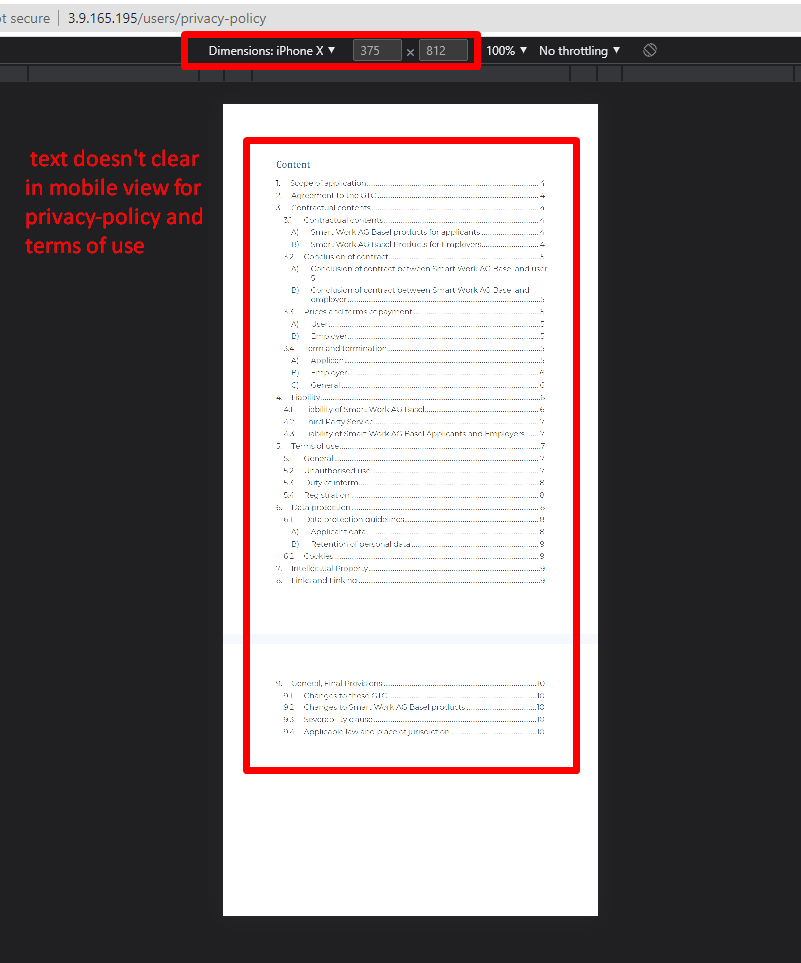 ot secure | 3.9.165.195/users/privacy-policy
Dimensions: iPhone X ▼ 375 × 812 100% ▼ No throttling ▼
text doesn't clear
in mobile view for
privacy-policy and
terms of use
Content
1. Scope of application 4
2. Agreement to the GTC 4
3. Contractual contents 4
3.1 Contractual contents 4
A) Smart Work AG Basel products for applicants 4
B) Smart Work AG Basel Products for Employers 4
3.2 Conclusion of contract 5
A) Conclusion of contract between Smart Work AG Basel and user
5
B) Conclusion of contract between Smart Work AG Basel and
employer 5
3.3 Prices and terms of payment 5
A) User 5
B) Employer 5
3.4 Term and termination 5
A) Applicant 5
B) Employer 6
C) General 6
4. Liability 6
4.1 Liability of Smart Work AG Basel 6
4.2 Third Party Service 7
4.3 Liability of Smart Work AG Basel Applicants and Employers 7
5. Terms of use 7
5. General 7
5.2 Unauthorised use 7
5.3 Duty of inform 8
5.4 Registration 8
6. Data protection 8
6.1 Data protection guidelines 8
A) Applicant data 8
B) Retention of personal data 9
6.2 Cookies 9
7. Intellectual Property 9
8. Links and Linking 9
9. General, Final Provisions 10
9.1 Changes to these GTC 10
9.2 Changes to Smart Work AG Basel products 10
9.3 Severability clause 10
9.4 Applicable law and place of jurisdiction 10